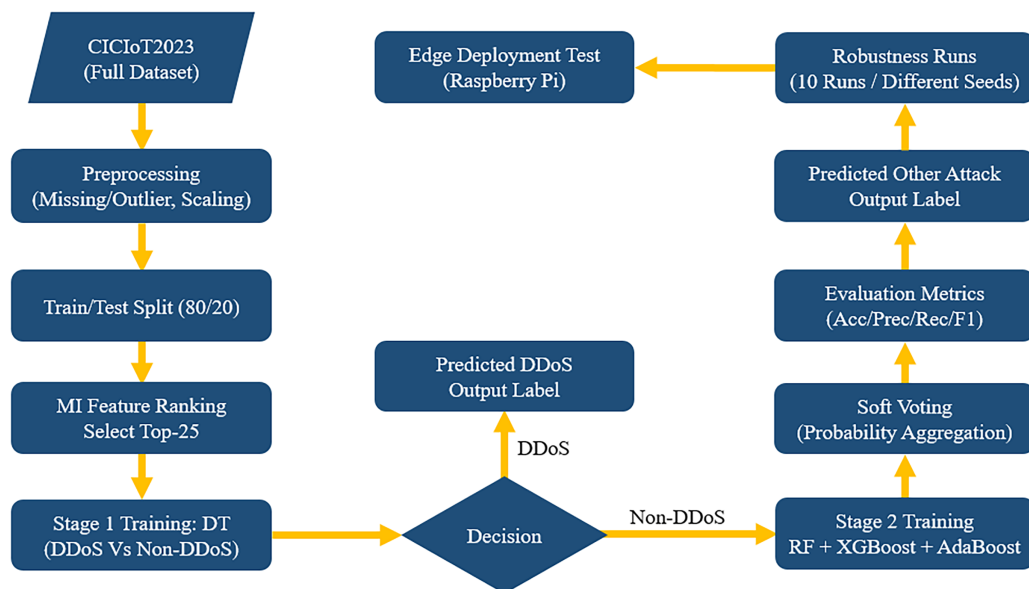 CICIoT2023
(Full Dataset)
Preprocessing
(Missing/Outlier, Scaling)
Train/Test Split (80/20)
MI Feature Ranking
Select Top-25
Stage 1 Training: DT
(DDoS Vs Non-DDoS)
Decision
DDoS
Predicted DDoS
Output Label
Non-DDoS
Stage 2 Training
RF + XGBoost + AdaBoost
Soft Voting
(Probability Aggregation)
Evaluation Metrics
(Acc/Prec/Rec/F1)
Predicted Other Attack
Output Label
Robustness Runs
(10 Runs / Different Seeds)
Edge Deployment Test
(Raspberry Pi)